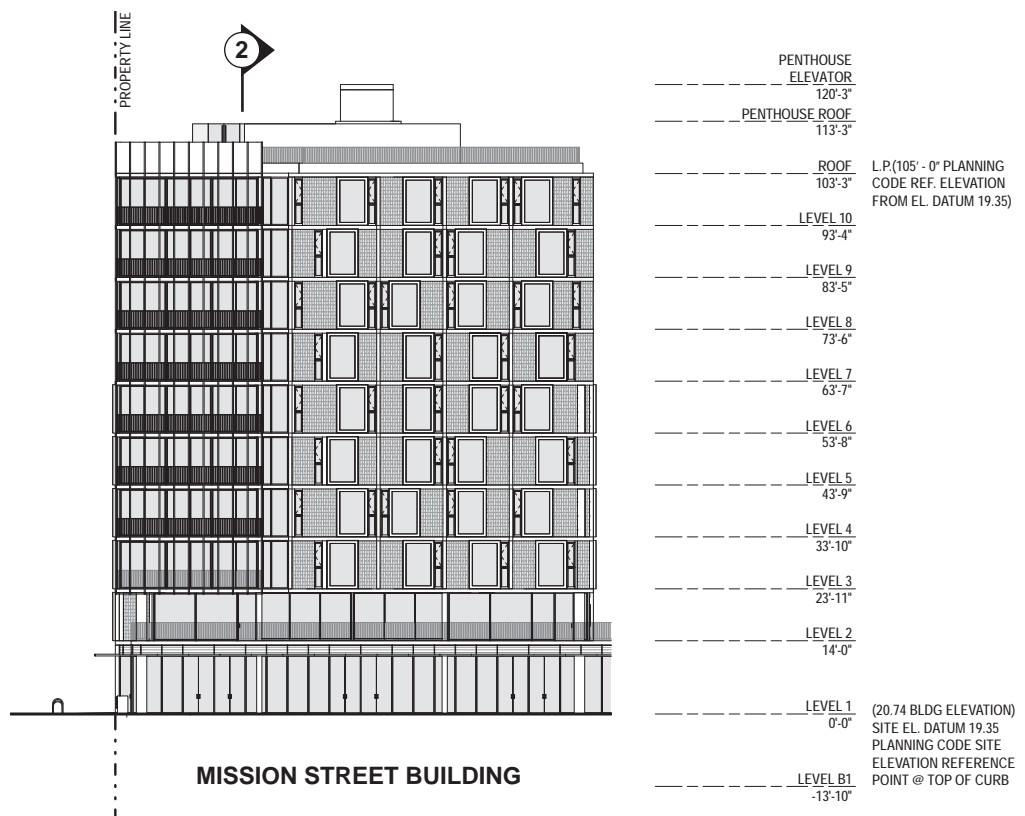 PROPERTY LINE
2
PENTHOUSE
ELEVATOR
120'-3"
PENTHOUSE ROOF
113'-3"
ROOF
103'-3"
L.P.(105' - 0" PLANNING
CODE REF. ELEVATION
FROM EL. DATUM 19.35)
LEVEL 10
93'-4"
LEVEL 9
83'-5"
LEVEL 8
73'-6"
LEVEL 7
63'-7"
LEVEL 6
53'-8"
LEVEL 5
43'-9"
LEVEL 4
33'-10"
LEVEL 3
23'-11"
LEVEL 2
14'-0"
LEVEL 1
0'-0"
(20.74 BLDG ELEVATION)
SITE EL. DATUM 19.35
PLANNING CODE SITE
ELEVATION REFERENCE
POINT @ TOP OF CURB
LEVEL B1
-13'-10"
MISSION STREET BUILDING